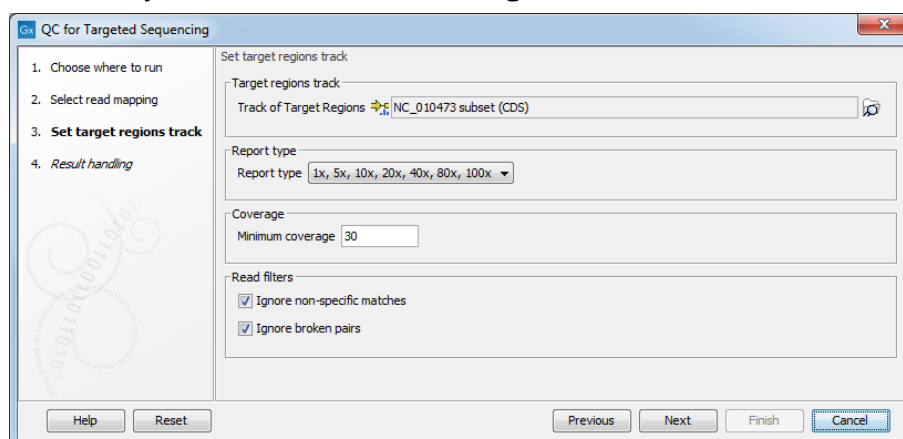 Gx QC for Targeted Sequencing
1. Choose where to run
2. Select read mapping
3. Set target regions track
4. Result handling
Set target regions track
Target regions track
Track of Target Regions NC_010473 subset (CDS)
Report type
Report type 1x, 5x, 10x, 20x, 40x, 80x, 100x
Coverage
Minimum coverage 30
Read filters
Ignore non-specific matches
Ignore broken pairs
Help Reset Previous Next Finish Cancel